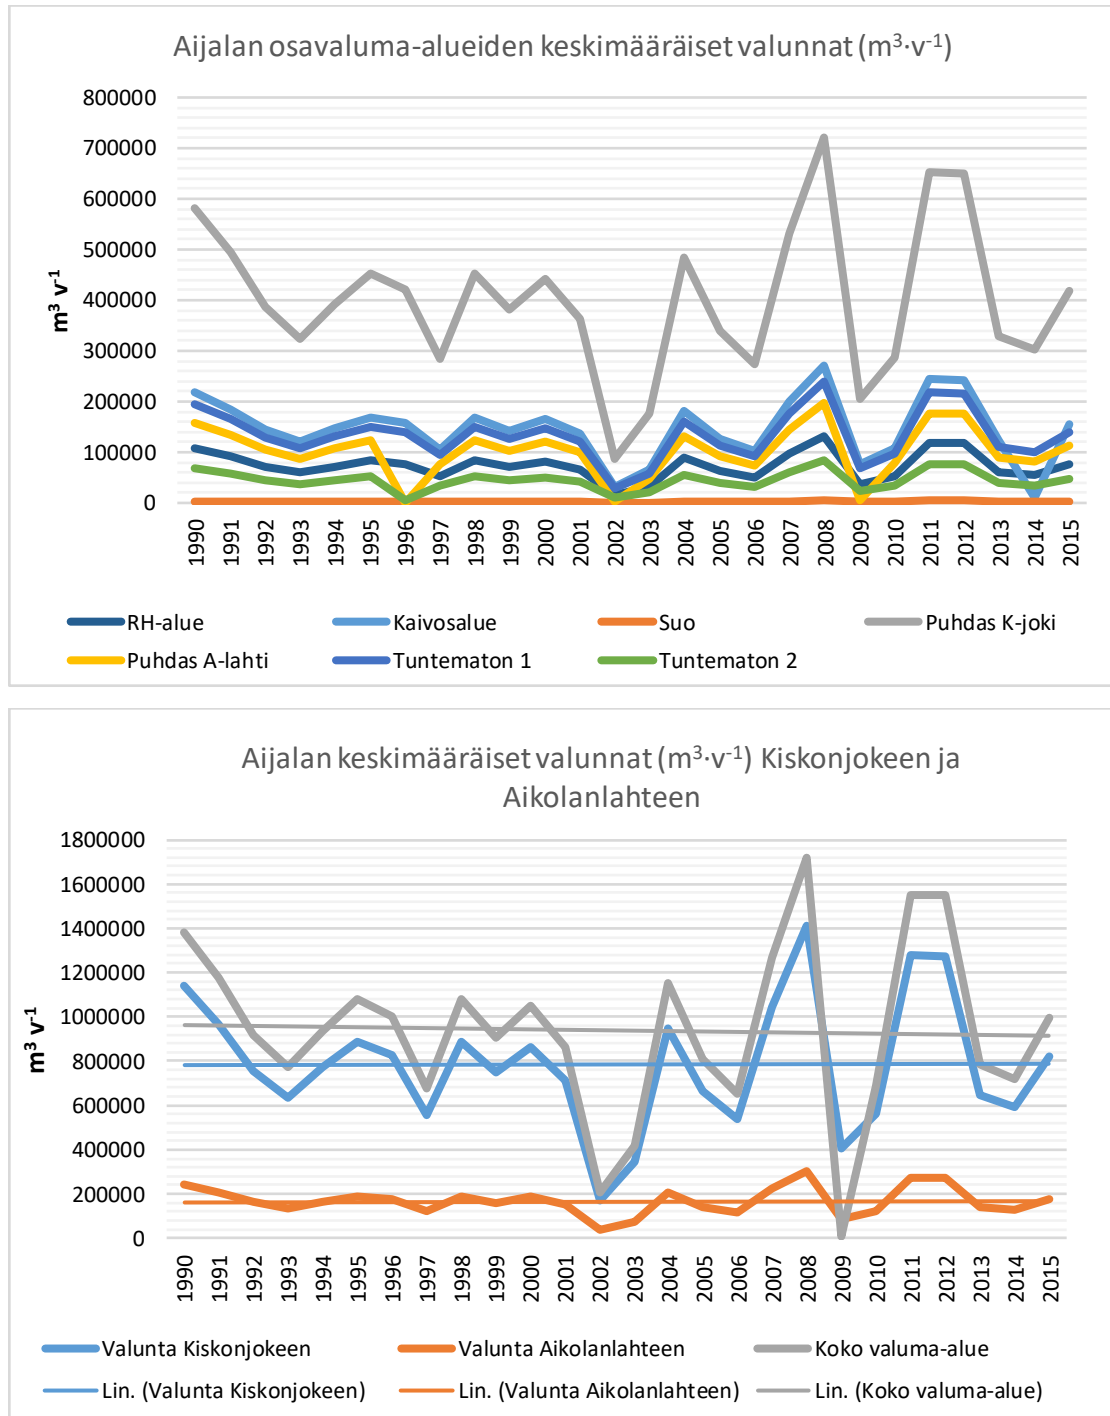 Aijalan osavaluma-alueiden keskimääräiset valunnat (m³·v⁻¹)
800000
700000
600000
500000
400000
300000
200000
100000
0
m³ v⁻¹
1990 1991 1992 1993 1994 1995 1996 1997 1998 1999 2000 2001 2002 2003 2004 2005 2006 2007 2008 2009 2010 2011 2012 2013 2014 2015
RH-alue Kaivosalue Suo Puhdas K-joki
Puhdas A-lahti Tuntematon 1 Tuntematon 2
Aijalan keskimääräiset valunnat (m³·v⁻¹) Kiskonjokeen ja
Aikolanlahteen
1800000
1600000
1400000
1200000
1000000
800000
600000
400000
200000
0
m³ v⁻¹
1990 1991 1992 1993 1994 1995 1996 1997 1998 1999 2000 2001 2002 2003 2004 2005 2006 2007 2008 2009 2010 2011 2012 2013 2014 2015
Valunta Kiskonjokeen Valunta Aikolanlahteen Koko valuma-alue
Lin. (Valunta Kiskonjokeen) Lin. (Valunta Aikolanlahteen) Lin. (Koko valuma-alue)